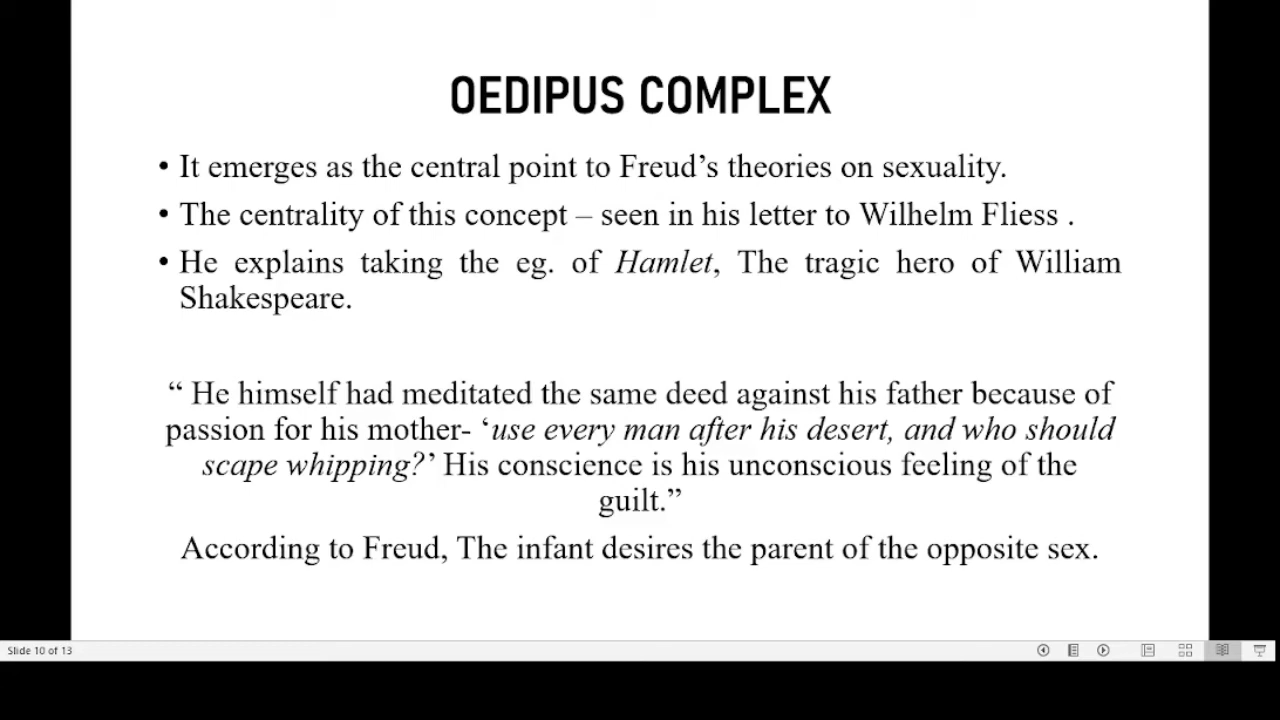 OEDIPUS COMPLEX
• It emerges as the central point to Freud’s theories on sexuality.
• The centrality of this concept – seen in his letter to Wilhelm Fliess .
• He explains taking the eg. of Hamlet, The tragic hero of William
Shakespeare.
“ He himself had meditated the same deed against his father because of
passion for his mother- ‘use every man after his desert, and who should
scape whipping?’ His conscience is his unconscious feeling of the
guilt.”
According to Freud, The infant desires the parent of the opposite sex.
Slide 10 of 13